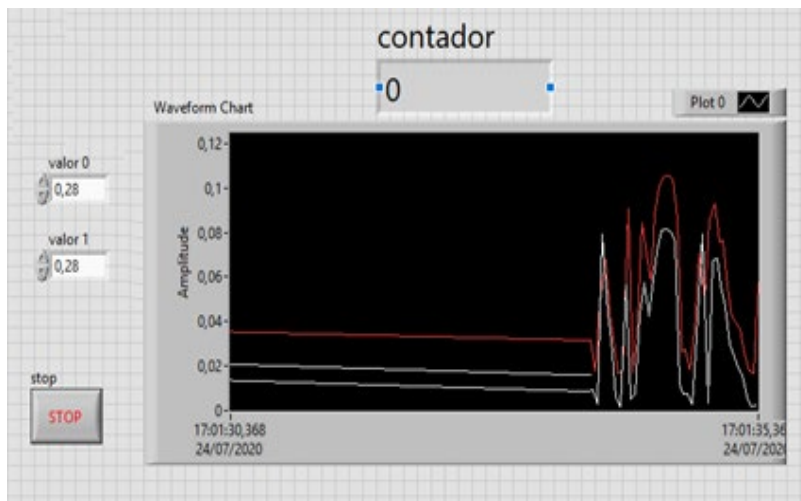 contador
0
Waveform Chart
Plot 0
valor 0
0,28
valor 1
0,28
stop
STOP
Amplitude
0,12
0,1
0,08
0,06
0,04
0,02
0
17:01:30,368
24/07/2020
17:01:35,36
24/07/2020